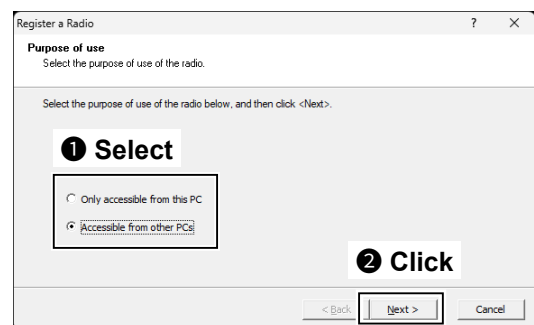 Register a Radio ? ×
Purpose of use
Select the purpose of use of the radio.
Select the purpose of use of the radio below, and then click <Next>.
❶ Select
Only accessible from this PC
Accessible from other PCs
❷ Click
< Back Next > Cancel